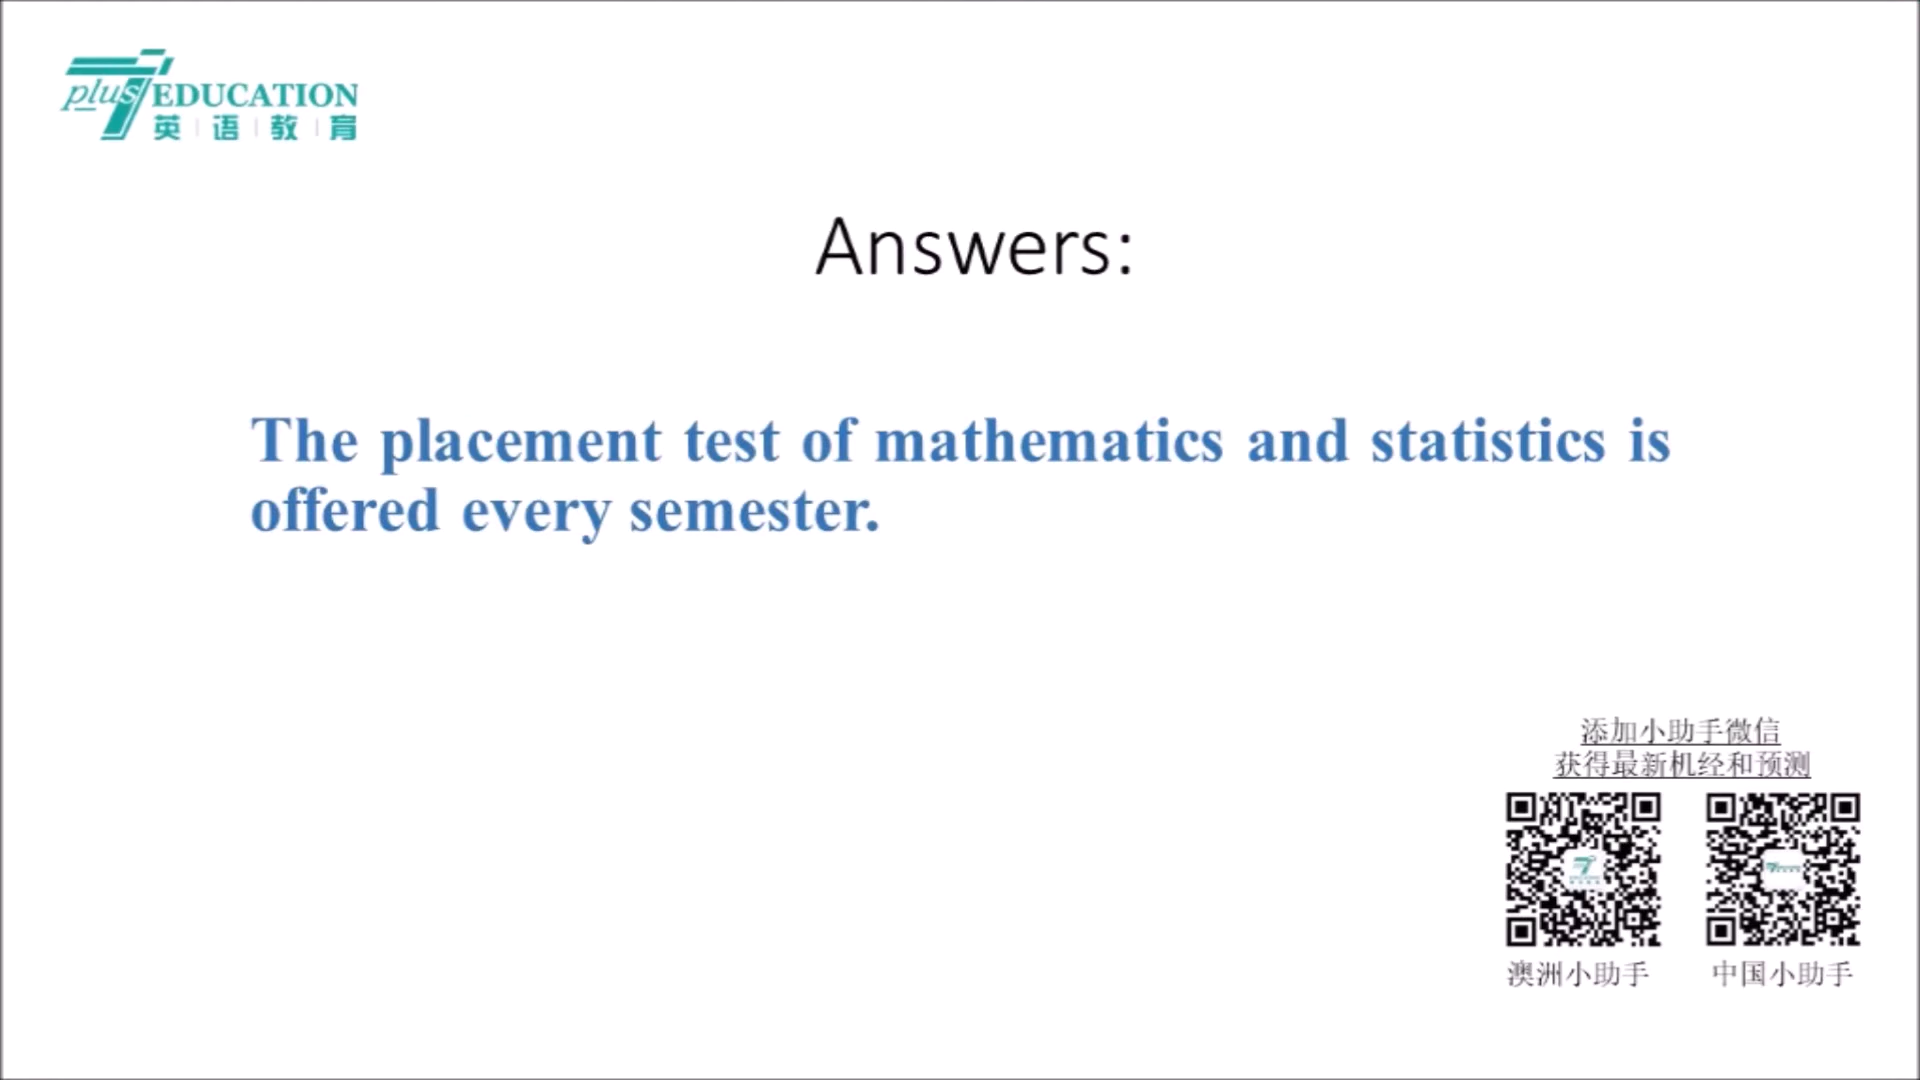 plus 7 EDUCATION
英语教育
Answers:
The placement test of mathematics and statistics is
offered every semester.
添加小助手微信
获得最新机经和预测
澳洲小助手
中国小助手